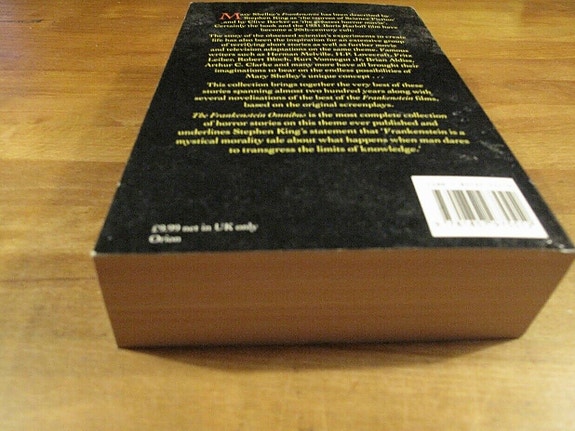 Mary Shelley's Frankenstein has been described by
Stephen King as 'the
and by Clive Barker as 'the greatest horror
Certainly the book and the 1931 Boris Karloff film have
become a 20th-century cult.
The story of the obsessed scientist's experiments to create
life has also been the inspiration for an extensive group
of terrifying short stories as well as further movie
and television adaptations on the same theme. Famous
writers such as Herman Melville, H.P. Lovecraft, Fritz
Leiber, Robert Bloch, Kurt Vonnegut Jr, Brian Aldiss,
Arthur C. Clarke and many more have all brought their
imaginations to bear on the endless possibilities of
Mary Shelley's unique concept . . .
This collection brings together the very best of these
stories spanning almost two hundred years along with
several novelisations of the best of the Frankenstein films,
based on the original screenplays.
The Frankenstein Omnibus is the most complete collection
of horror stories on this theme ever published and
underlines Stephen King's statement that 'Frankenstein is a
mystical morality tale about what happens when man dares
to transgress the limits of knowledge.'
£9.99 net in UK only
Orion